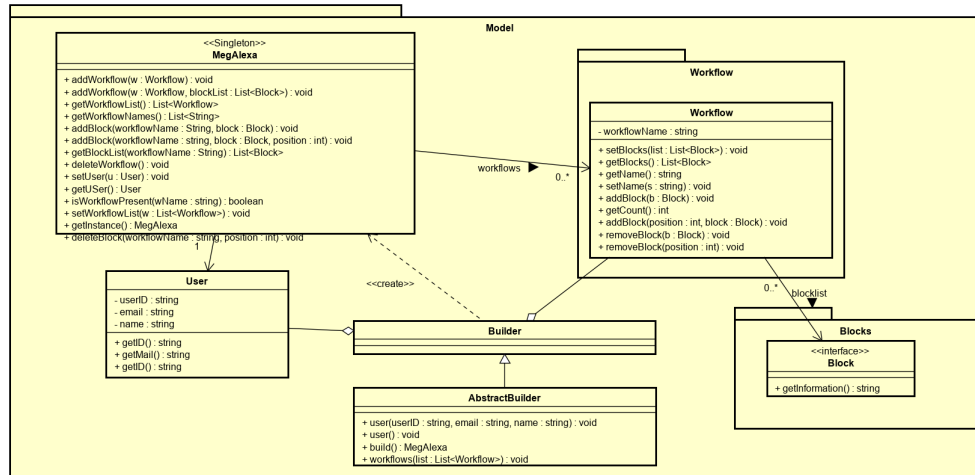 Model
<<Singleton>>
MegAlexa
+ addWorkflow(w : Workflow) : void
+ addWorkflow(w : Workflow, blockList : List<Block>) : void
+ getWorkflowList() : List<Workflow>
+ getWorkflowNames() : List<String>
+ addBlock(workflowName : String, block : Block) : void
+ addBlock(workflowName : string, block : Block, position : int) : void
+ getBlockList(workflowName : String) : List<Block>
+ deleteWorkflow() : void
+ setUser(u : User) : void
+ getUSer() : User
+ isWorkflowPresent(wName : string) : boolean
+ setWorkflowList(w : List<Workflow>) : void
+ getInstance() : MegAlexa
+ deleteBlock(workflowName : string, position : int) : void
workflows
0..*
Workflow
Workflow
- workflowName : string
+ setBlocks(list : List<Block>) : void
+ getBlocks() : List<Block>
+ getName() : string
+ setName(s : string) : void
+ addBlock(b : Block) : void
+ getCount() : int
+ addBlock(position : int, block : Block) : void
+ removeBlock(b : Block) : void
+ removeBlock(position : int) : void
1
User
- userID : string
- email : string
- name : string
+ getID() : string
+ getMail() : string
+ getID() : string
<<create>>
Builder
0..*
blocklist
Blocks
<<interface>>
Block
+ getInformation() : string
AbstractBuilder
+ user(userID : string, email : string, name : string) : void
+ user() : void
+ build() : MegAlexa
+ workflows(list : List<Workflow>) : void